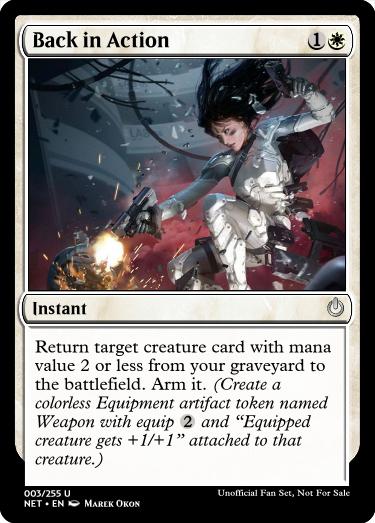 Back in Action 1
Instant
Return target creature card with mana
value 2 or less from your graveyard to
the battlefield. Arm it. (Create a
colorless Equipment artifact token named
Weapon with equip 2 and “Equipped
creature gets +1/+1” attached to that
creature.)
003/255 U
NET • EN Marek Okon
Unofficial Fan Set, Not For Sale